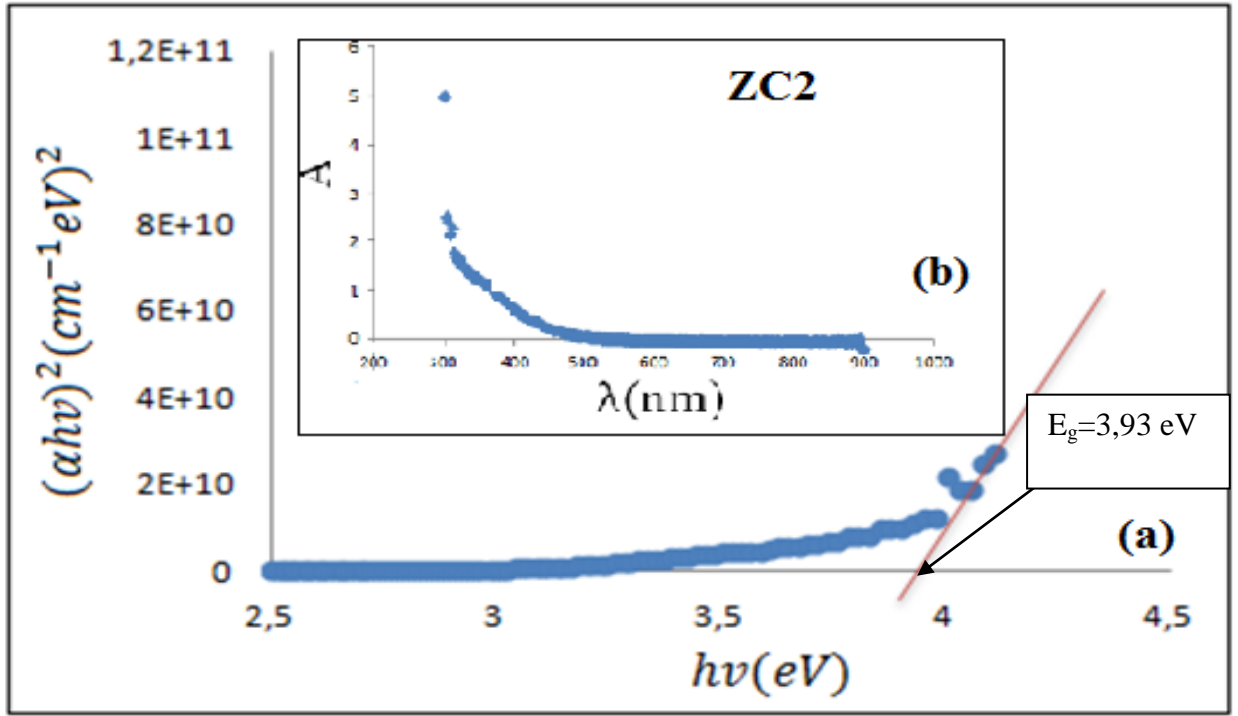 1,2E+11
1E+11
8E+10
6E+10
4E+10
2E+10
0
(αhν)²(cm⁻¹eV)²
2,5 3 3,5 4 4,5
hν(eV)
(a)
E₉=3,93 eV
ZC2
(b)
6
5
4
3
2
1
0
A
200 300 400 500 600 700 800 900 1000
λ(nm)